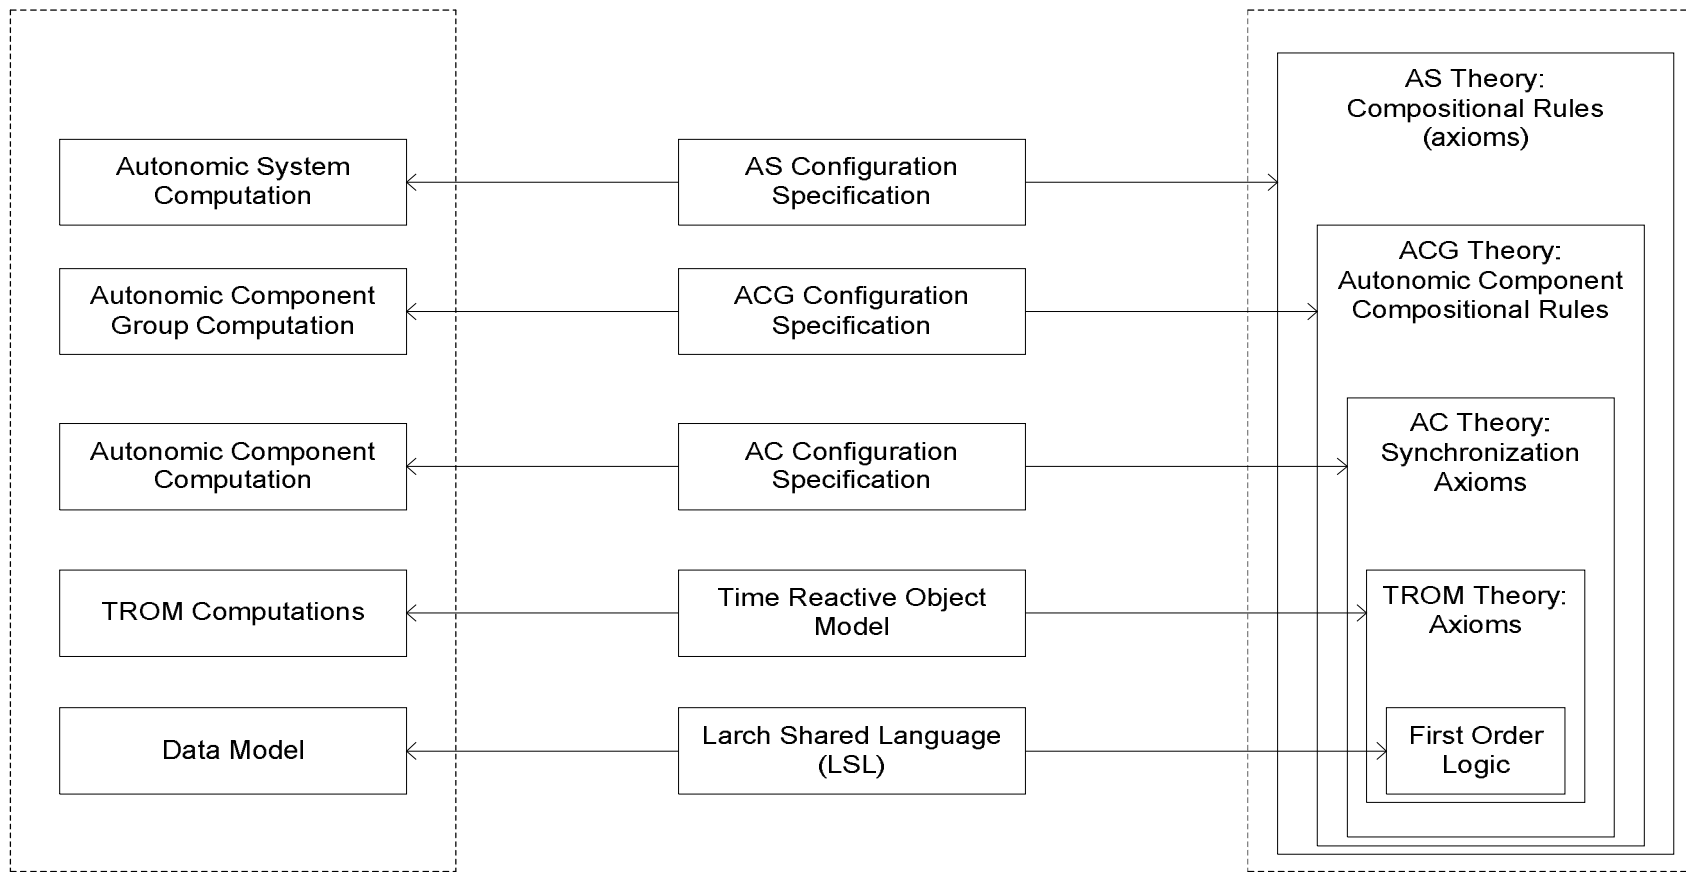 AS Theory:
Compositional Rules
(axioms)
Autonomic System
Computation
AS Configuration
Specification
ACG Theory:
Autonomic Component
Compositional Rules
Autonomic Component
Group Computation
ACG Configuration
Specification
AC Theory:
Synchronization
Axioms
Autonomic Component
Computation
AC Configuration
Specification
TROM Theory:
Axioms
TROM Computations
Time Reactive Object
Model
Data Model
Larch Shared Language
(LSL)
First Order
Logic